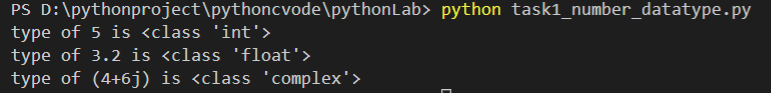 PS D:\pythonproject\pythoncvode\pythonLab> python task1_number_datatype.py
type of 5 is <class 'int'>
type of 3.2 is <class 'float'>
type of (4+6j) is <class 'complex'>